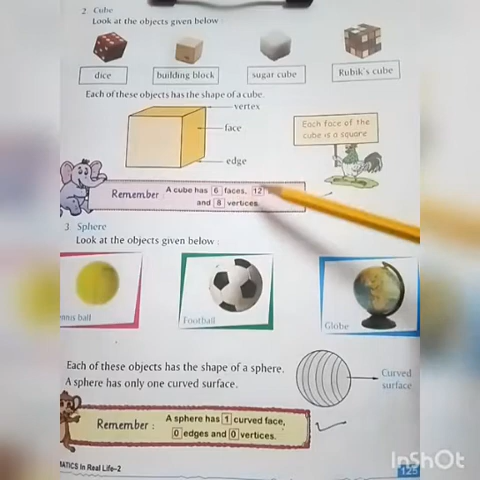 2 Cube
Look at the objects given below
dice
building block
sugar cube
Rubik's cube
Each of these objects has the shape of a cube.
vertex
face
edge
Each face of the
cube is a square
Remember
A cube has 6 faces, 12
and 8 vertices
3 Sphere
Look at the objects given below :
nnis ball
Football
Globe
Each of these objects has the shape of a sphere.
A sphere has only one curved surface.
Curved
surface
Remember :
A sphere has 1 curved face,
0 edges and 0 vertices.
MATICS In Real Life-2
125
InShOt